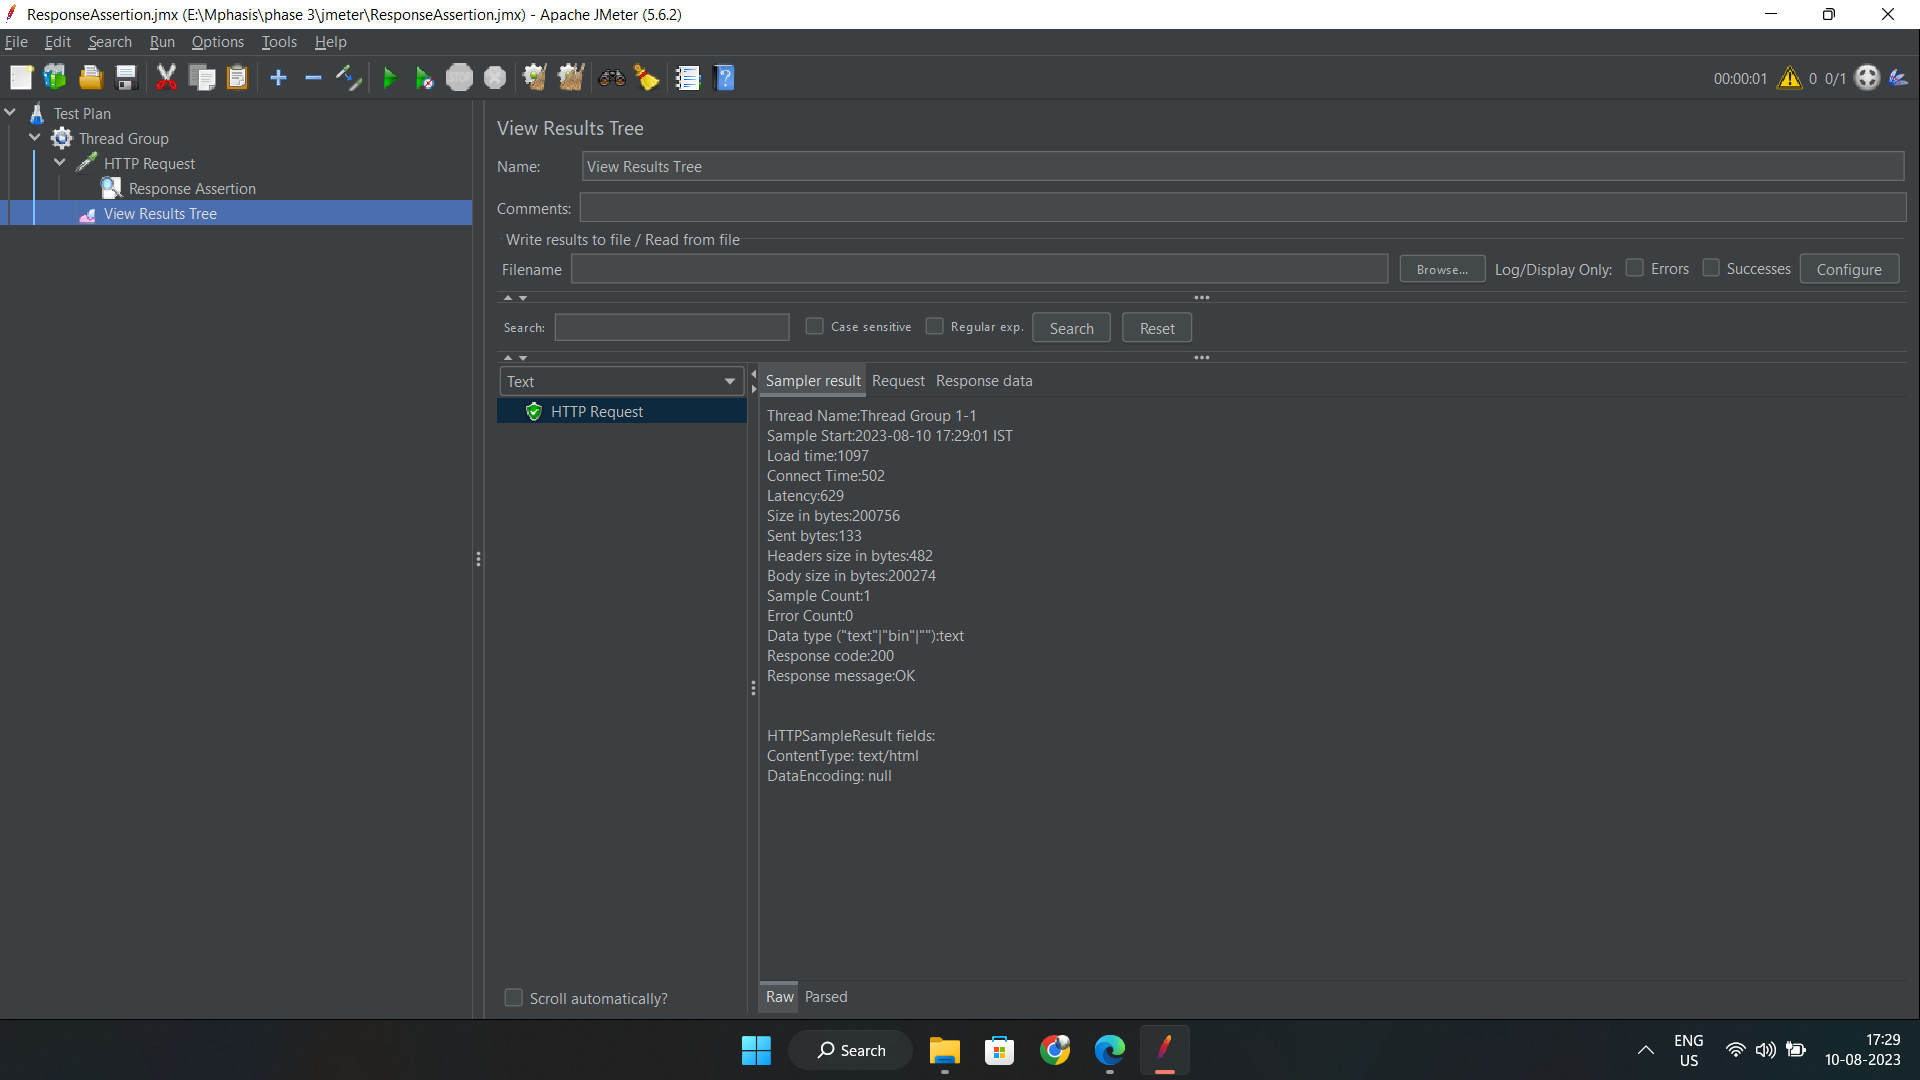 ResponseAssertion.jmx (E:\Mphasis\phase 3\jmeter\ResponseAssertion.jmx) - Apache JMeter (5.6.2)
File Edit Search Run Options Tools Help
STOP
00:00:01 0 0/1
Test Plan
Thread Group
HTTP Request
Response Assertion
View Results Tree
View Results Tree
Name: View Results Tree
Comments:
Write results to file / Read from file
Filename Browse... Log/Display Only: Errors Successes Configure
Search: Case sensitive Regular exp. Search Reset
Text
HTTP Request
Scroll automatically?
Sampler result Request Response data
Thread Name:Thread Group 1-1
Sample Start:2023-08-10 17:29:01 IST
Load time:1097
Connect Time:502
Latency:629
Size in bytes:200756
Sent bytes:133
Headers size in bytes:482
Body size in bytes:200274
Sample Count:1
Error Count:0
Data type ("text"|"bin"|""):text
Response code:200
Response message:OK
HTTPSampleResult fields:
ContentType: text/html
DataEncoding: null
Raw Parsed
Search
ENG
US
17:29
10-08-2023